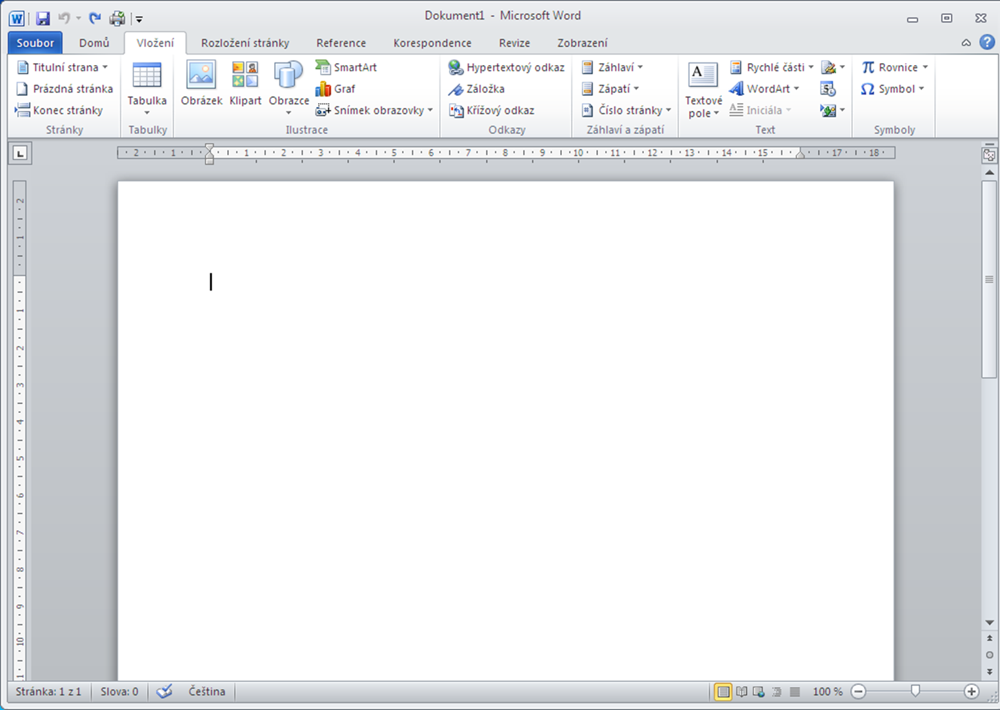 Dokument1 - Microsoft Word
Soubor Domů Vložení Rozložení stránky Reference Korespondence Revize Zobrazení
Titulní strana
Prázdná stránka
Konec stránky
Stránky
Tabulka
Tabulky
Obrázek Klipart Obrazce
SmartArt
Graf
Snímek obrazovky
Ilustrace
Hypertextový odkaz
Záložka
Křížový odkaz
Odkazy
Záhlaví
Zápatí
Číslo stránky
Záhlaví a zápatí
Textové
pole
Rychlé části
WordArt
Iniciála
Text
Rovnice
Symbol
Symboly
2 1 1 2 3 4 5 6 7 8 9 10 11 12 13 14 15 17 18
2
1
1
2
3
4
5
6
7
8
9
10
Stránka: 1 z 1 Slova: 0 Čeština 100 %